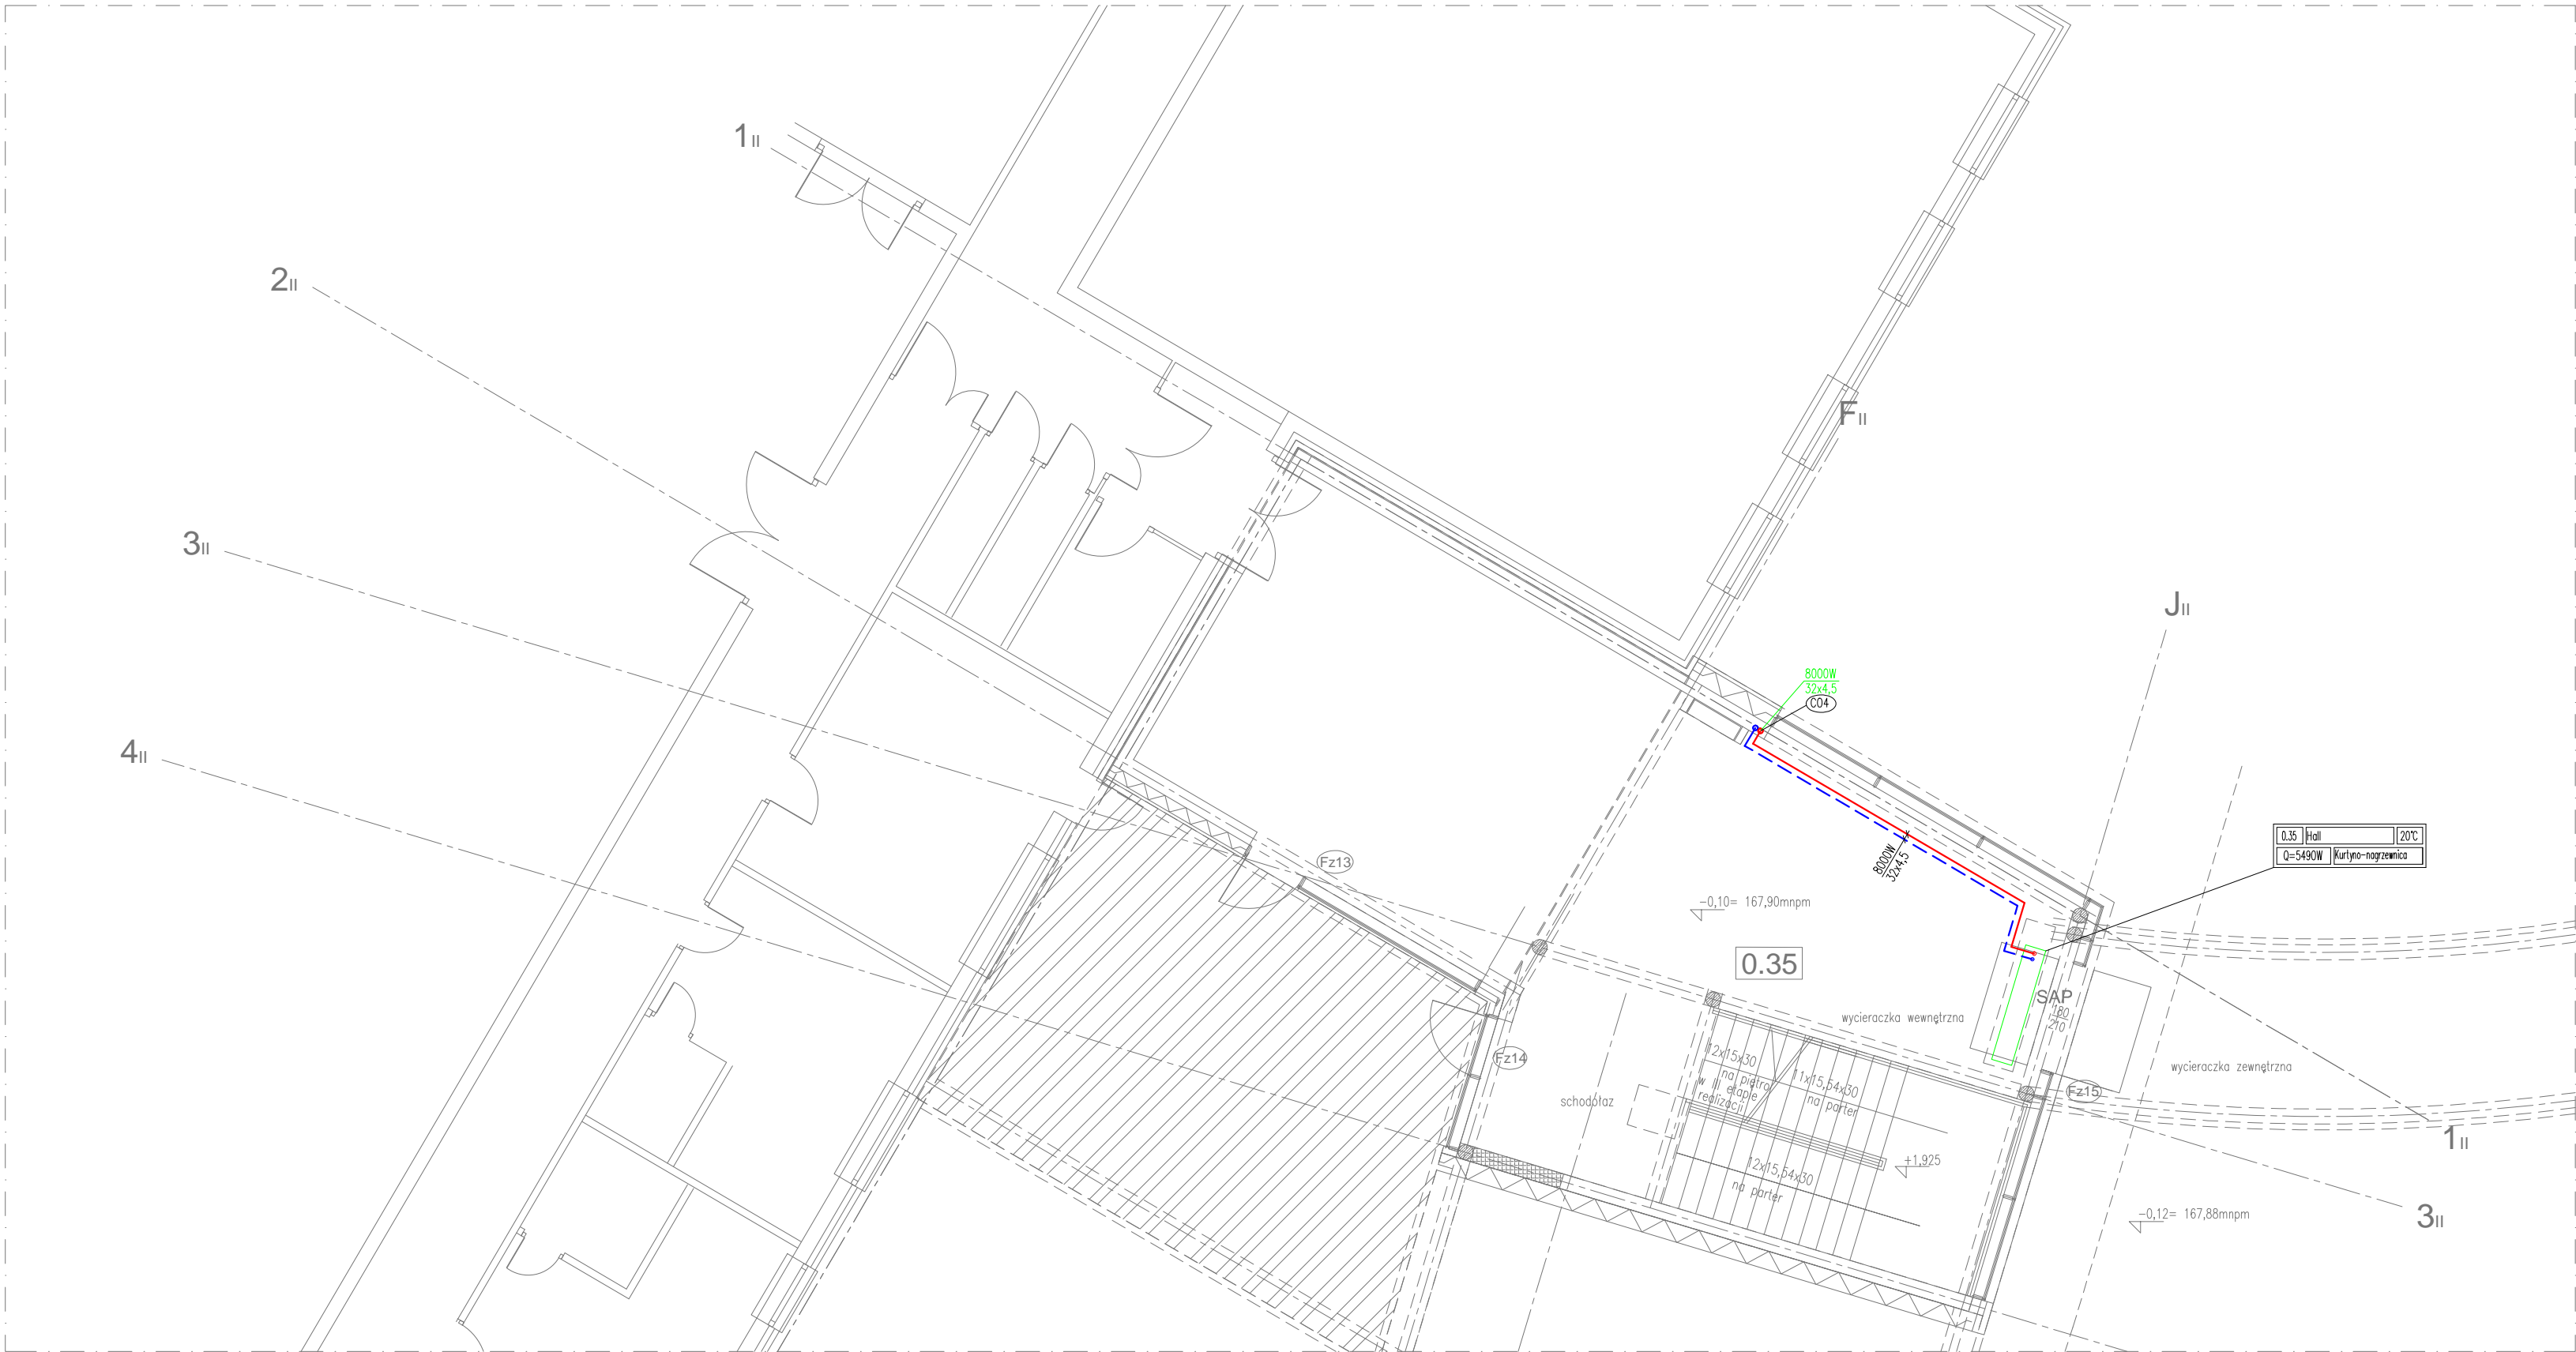 1II
2II
3II
4II
FII
JII
8000W
32x4,5
CO4
8000W
32x4,5
0.35 Hall 20°C
Q=5490W Kurtyno-nagrzewnica
Fz13
-0,10= 167,90mnpm
0.35
SAP
180
210
wycieraczka wewnętrzna
wycieraczka zewnętrzna
Fz14
Fz15
12x15x30
na piętro
w III etapie
realizacji
11x15,54x30
na parter
schodołaz
12x15,54x30
na parter
+1,925
1II
3II
-0,12= 167,88mnpm